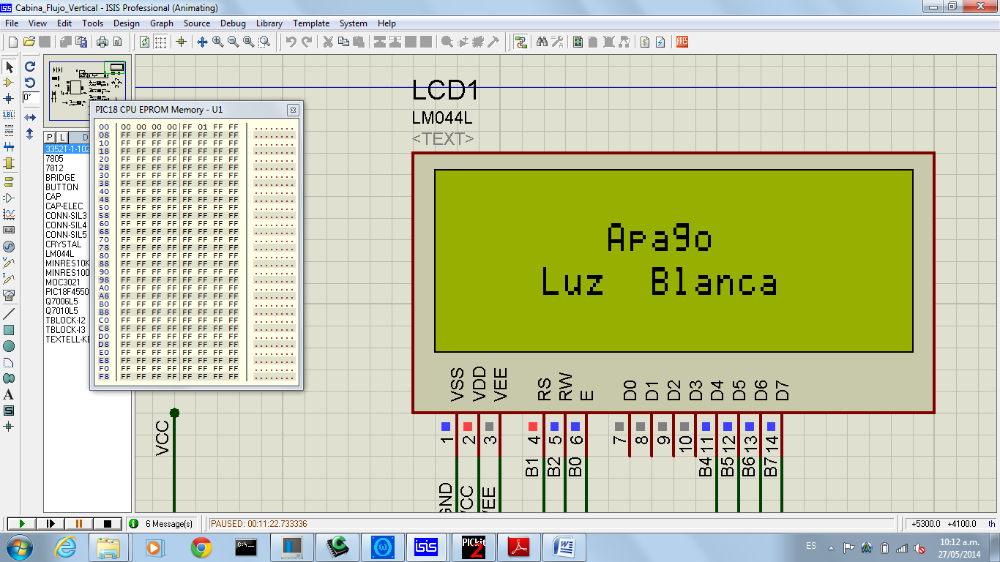 Cabina_Flujo_Vertical - ISIS Professional (Animating)
File View Edit Tools Design Graph Source Debug Library Template System Help
0°
LBL
P L D
3352T-1-102
7805
7812
BRIDGE
BUTTON
CAP
CAP-ELEC
CONN-SIL3
CONN-SIL4
CONN-SIL5
CRYSTAL
LM044L
MINRES10K
MINRES100
MOC3021
PIC18F4550
Q7006L5
Q7010L5
TBLOCK-I2
TBLOCK-I3
TEXTELL-KE
PIC18 CPU EPROM Memory - U1
00 00 00 00 00 FF 01 FF FF ........
08 FF FF FF FF FF FF FF FF ........
10 FF FF FF FF FF FF FF FF ........
18 FF FF FF FF FF FF FF FF ........
20 FF FF FF FF FF FF FF FF ........
28 FF FF FF FF FF FF FF FF ........
30 FF FF FF FF FF FF FF FF ........
38 FF FF FF FF FF FF FF FF ........
40 FF FF FF FF FF FF FF FF ........
48 FF FF FF FF FF FF FF FF ........
50 FF FF FF FF FF FF FF FF ........
58 FF FF FF FF FF FF FF FF ........
60 FF FF FF FF FF FF FF FF ........
68 FF FF FF FF FF FF FF FF ........
70 FF FF FF FF FF FF FF FF ........
78 FF FF FF FF FF FF FF FF ........
80 FF FF FF FF FF FF FF FF ........
88 FF FF FF FF FF FF FF FF ........
90 FF FF FF FF FF FF FF FF ........
98 FF FF FF FF FF FF FF FF ........
A0 FF FF FF FF FF FF FF FF ........
A8 FF FF FF FF FF FF FF FF ........
B0 FF FF FF FF FF FF FF FF ........
B8 FF FF FF FF FF FF FF FF ........
C0 FF FF FF FF FF FF FF FF ........
C8 FF FF FF FF FF FF FF FF ........
D0 FF FF FF FF FF FF FF FF ........
D8 FF FF FF FF FF FF FF FF ........
E0 FF FF FF FF FF FF FF FF ........
E8 FF FF FF FF FF FF FF FF ........
F0 FF FF FF FF FF FF FF FF ........
F8 FF FF FF FF FF FF FF FF ........
LCD1
LM044L
<TEXT>
Apago
Luz Blanca
VSS VDD VEE RS RW E D0 D1 D2 D3 D4 D5 D6 D7
1 2 3 4 5 6 7 8 9 10 11 12 13 14
B1 B2 B0 B4 B5 B6 B7
GND VCC VEE
VCC
6 Message(s)
PAUSED: 00:11:22.733336
+5300.0 +4100.0 th
isis
PICkit
2
ES
10:12 a.m.
27/05/2014